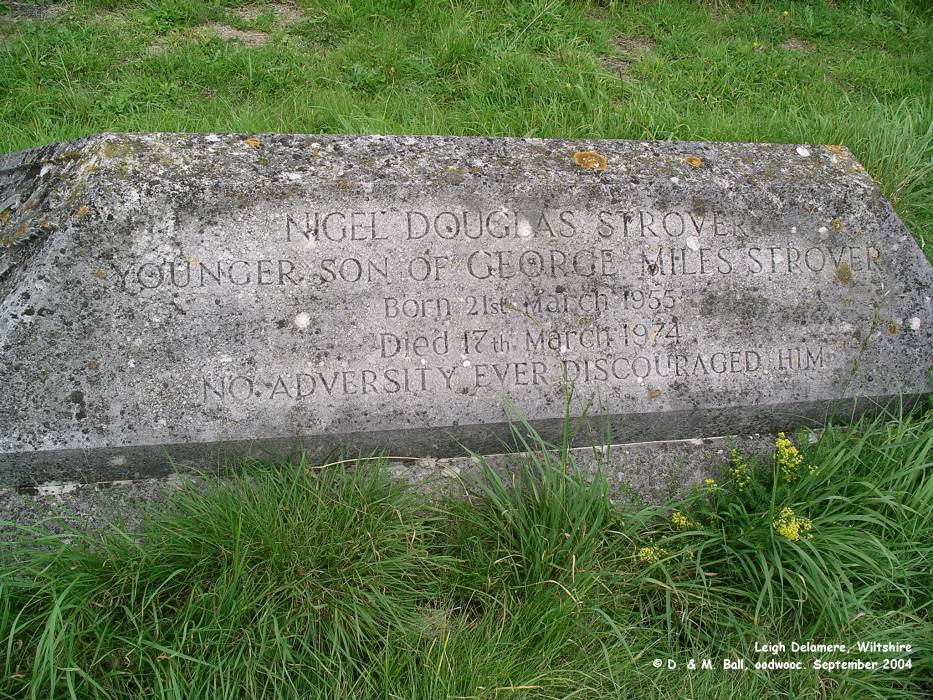 NIGEL DOUGLAS STROVER
YOUNGER SON OF GEORGE MILES STROVER
Born 21st March 1955
Died 17th March 1974
NO ADVERSITY EVER DISCOURAGED HIM
Leigh Delamere, Wiltshire
© D. & M. Ball, oodwooc. September 2004